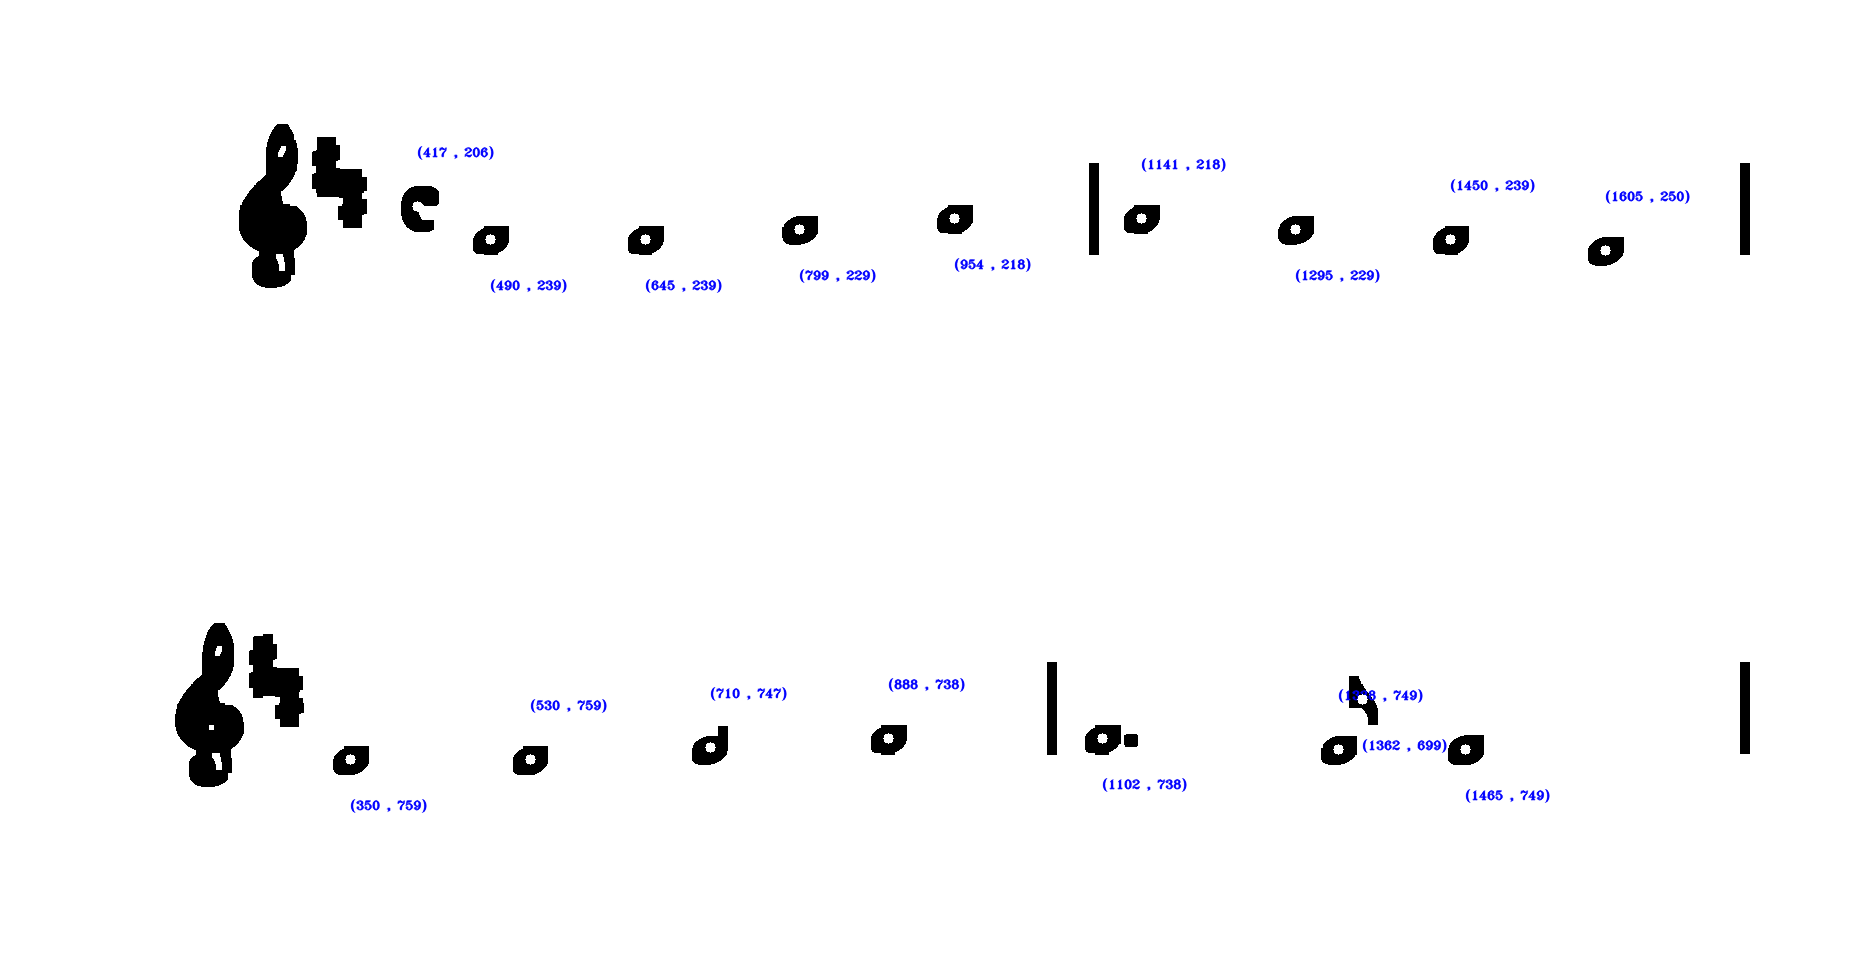 (417 , 206)
(1141 , 218)
(1450 , 239)
(1605 , 250)
(490 , 239)
(645 , 239)
(799 , 229)
(954 , 218)
(1295 , 229)
(530 , 759)
(710 , 747)
(888 , 738)
749)
(1362 , 699)
(350 , 759)
(1102 , 738)
(1465 , 749)